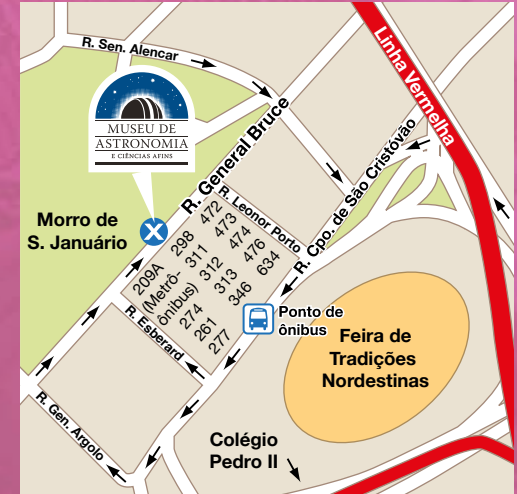 R. Sen. Alencar
Linha Vermelha
MUSEU DE
ASTRONOMIA
E CIÊNCIAS AFINS
R. General Bruce
R. Cpo. de São Cristóvão
R. Leonor Porto
Morro de
S. Januário
X
209A 298 472
(Metrô- 311 473
ônibus) 312 474
274 313 476
261 346 634
277
R. Esberard
Ponto de
ônibus
Feira de
Tradições
Nordestinas
R. Gen. Argolo
Colégio
Pedro II